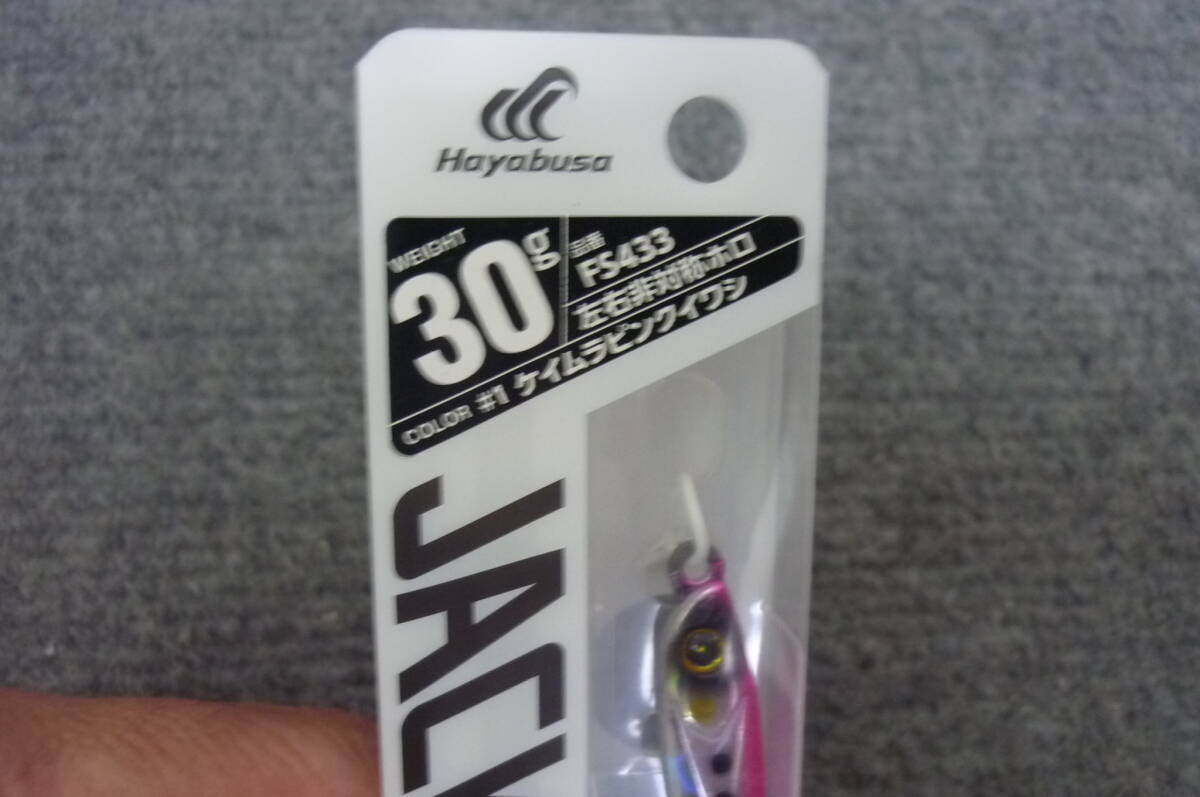 Hayabusa
WEIGHT
30g
品番
FS433
左右非対称ホロ
COLOR #1 ケイムラピンクイワシ
JAC